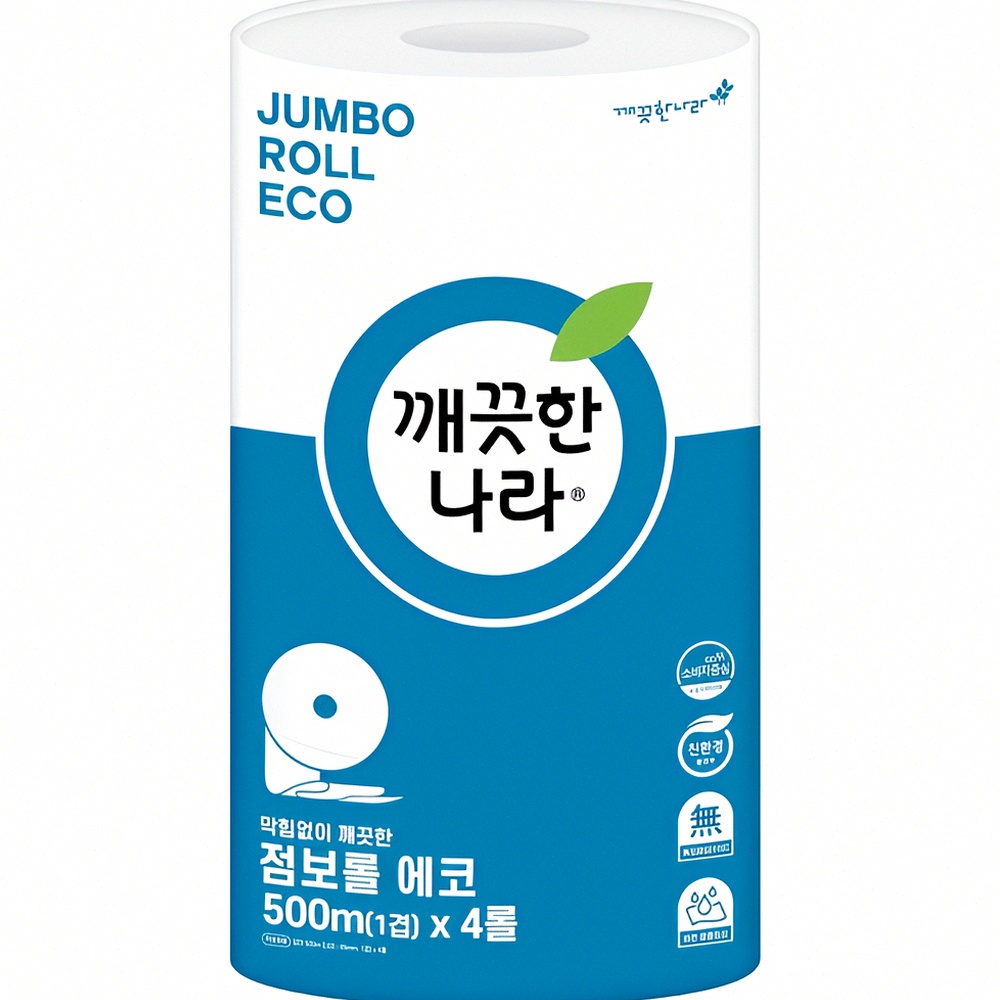 JUMBO
ROLL
ECO
깨끗한나라
깨끗한
나라®
CCM
소비자중심
친환경
無
막힘없이 깨끗한
점보롤 에코
500m(1겹) x 4롤